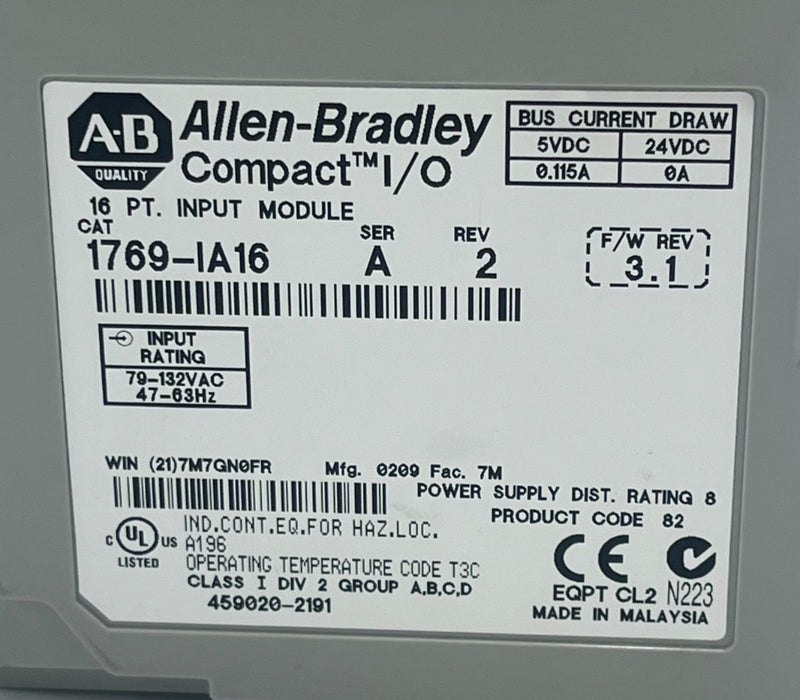 A-B
QUALITY
Allen-Bradley
Compact™I/O
BUS CURRENT DRAW
5VDC 24VDC
0.115A 0A
16 PT. INPUT MODULE
CAT SER REV
1769-IA16 A 2
F/W REV
3.1
INPUT
RATING
79-132VAC
47-63Hz
WIN (21)7M7GN0FR Mfg. 0209 Fac. 7M
POWER SUPPLY DIST. RATING 8
PRODUCT CODE 82
c UL US
LISTED
IND.CONT.EQ.FOR HAZ.LOC.
A196
OPERATING TEMPERATURE CODE T3C
CLASS I DIV 2 GROUP A,B,C,D
459020-2191
CE
EQPT CL2 N223
MADE IN MALAYSIA